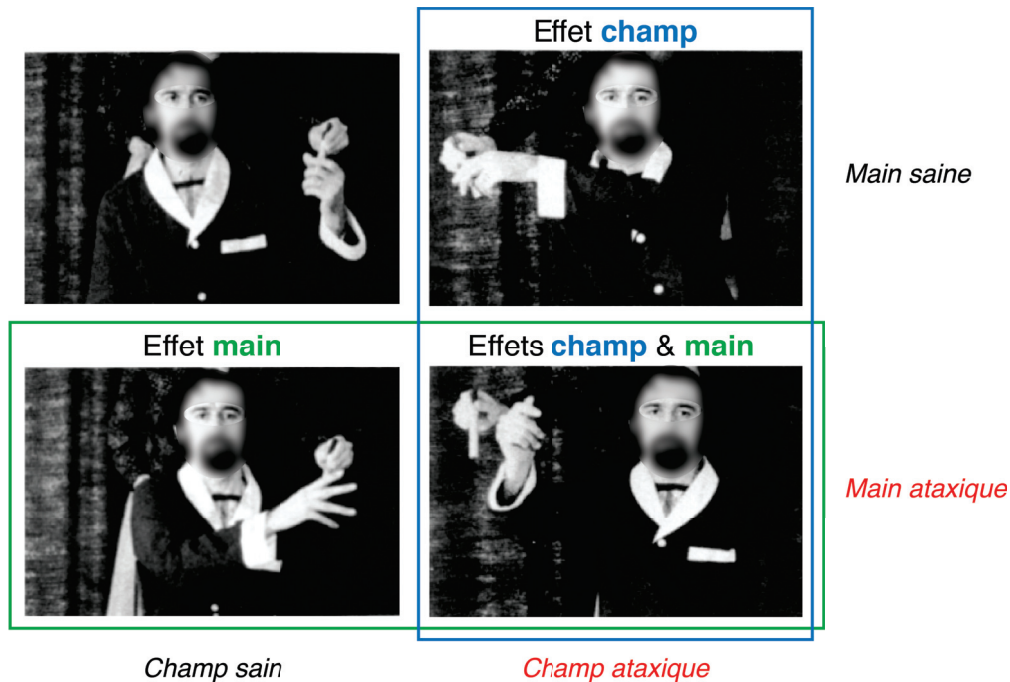 Effet champ
Main saine
Effet main
Effets champ & main
Main ataxique
Champ sain
Champ ataxique